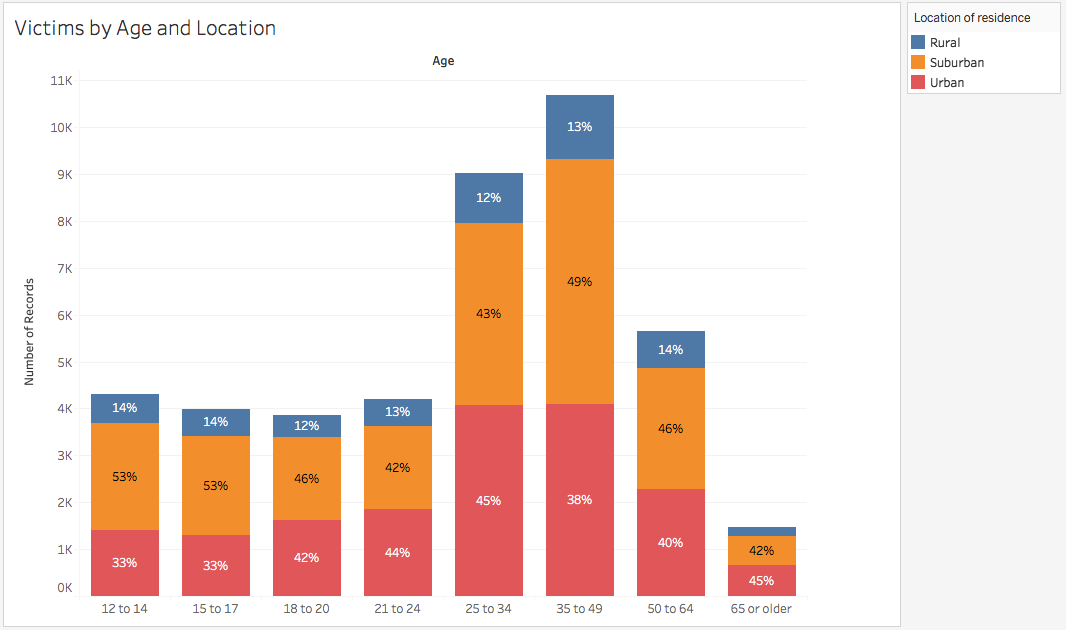 Victims by Age and Location
Location of residence
Rural
Suburban
Urban
Age
Number of Records
11K
10K
9K
8K
7K
6K
5K
4K
3K
2K
1K
0K
14%
53%
33%
14%
53%
33%
12%
46%
42%
13%
42%
44%
12%
43%
45%
13%
49%
38%
14%
46%
40%
42%
45%
12 to 14
15 to 17
18 to 20
21 to 24
25 to 34
35 to 49
50 to 64
65 or older